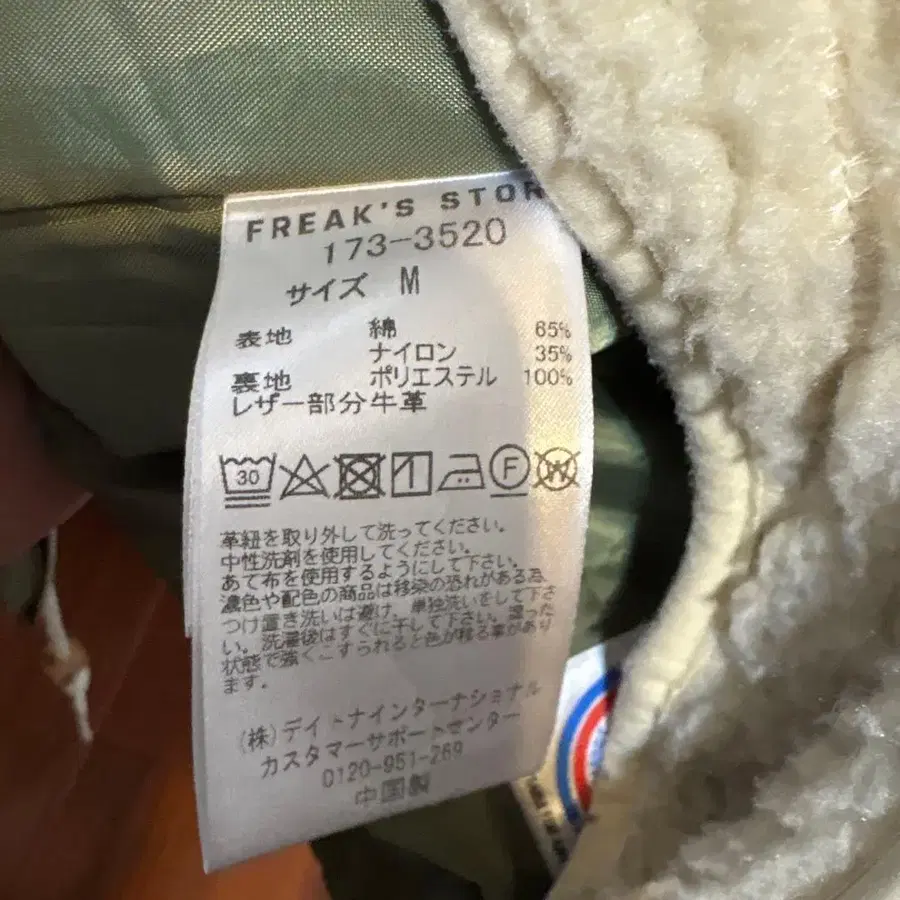 FREAK'S STOR
173-3520
サイズ M
表地 綿 65%
ナイロン 35%
裏地 ポリエステル 100%
レザー部分牛革
30 F W
革紐を取り外して洗ってください。
中性洗剤を使用してください。
あて布を使用するようにして下さい。
濃色や配色の商品は移染の恐れがある為、
つけ置き洗いは避け、単独洗いをして下さ
い。洗濯後はすぐに干して下さい。湿った
状態で強くこすられると色が移る事があり
ます。
(株)デイトナインターナショナル
カスタマーサポートセンター
0120-951-269
中国製